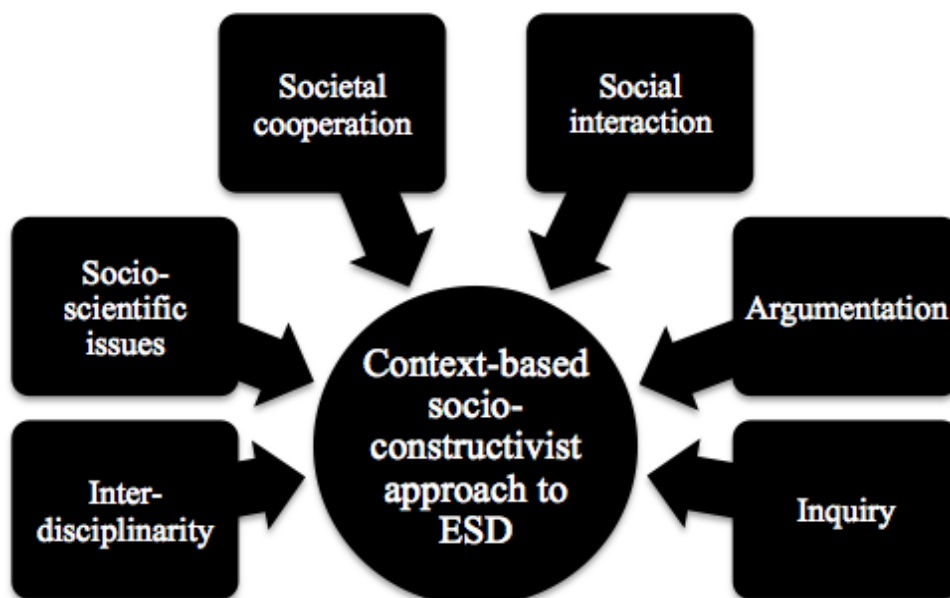 Societal
cooperation
Social
interaction
Socio-
scientific
issues
Argumentation
Context-based
socio-
constructivist
approach to
ESD
Inter-
disciplinarity
Inquiry